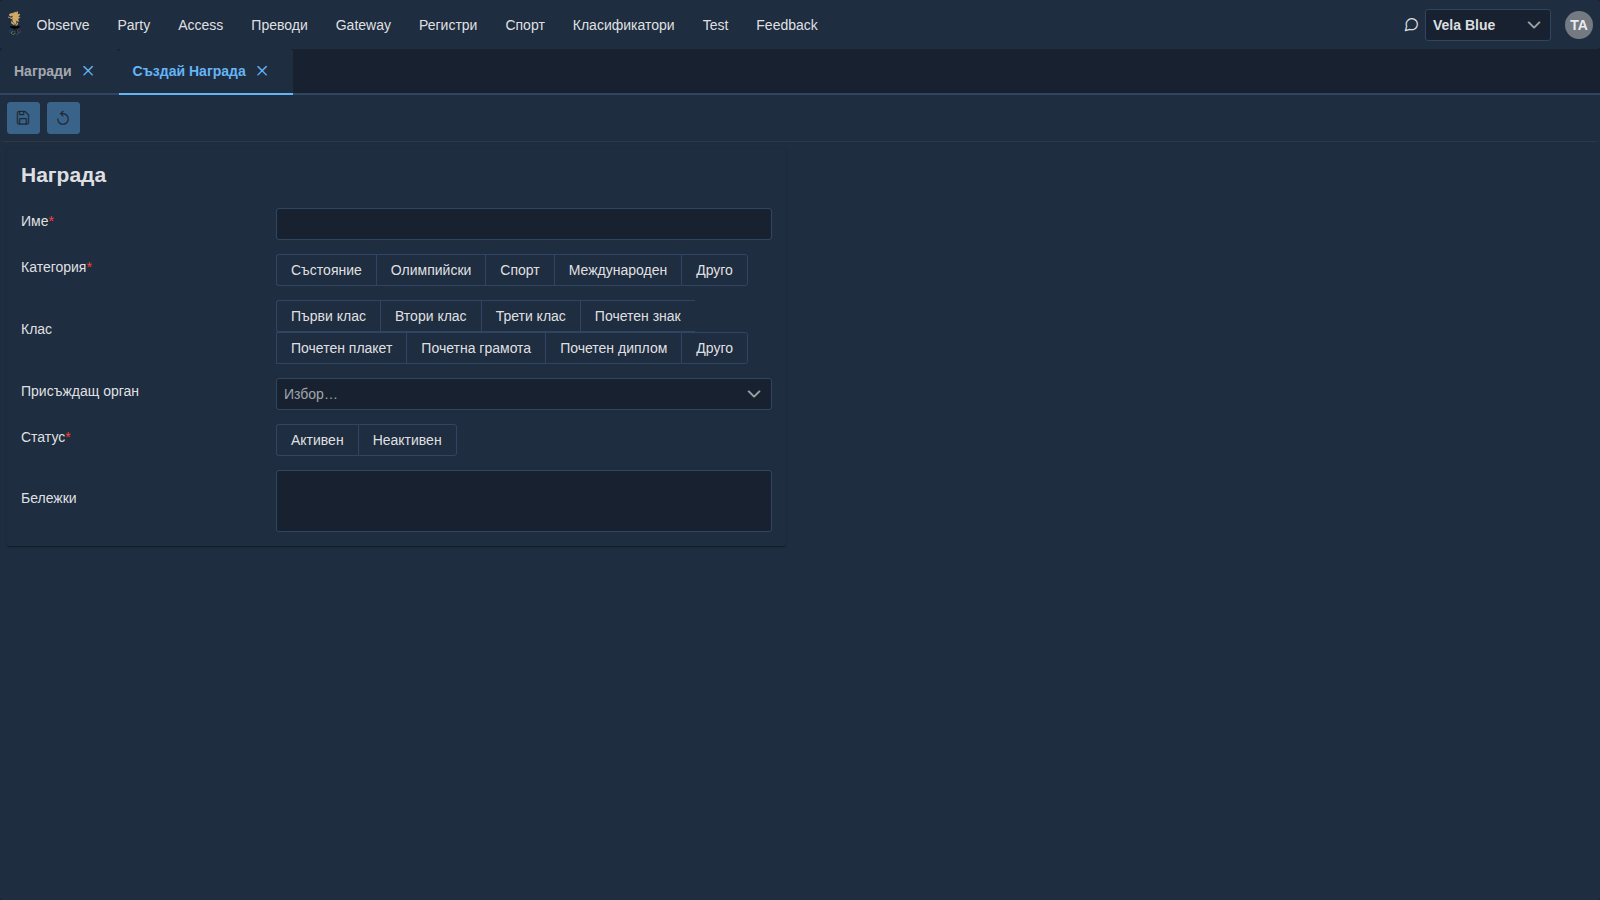 Observe Party Access Преводи Gateway Регистри Спорт Класификатори Test Feedback Vela Blue TA
Награди Създай Награда
Награда
Име*
Категория* Състояние Олимпийски Спорт Международен Друго
Клас Първи клас Втори клас Трети клас Почетен знак
Почетен плакет Почетна грамота Почетен диплом Друго
Присъждащ орган Избор...
Статус* Активен Неактивен
Бележки